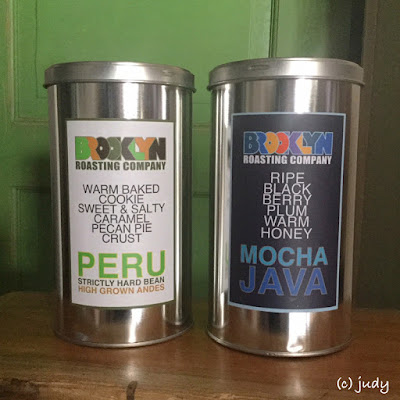 BROOKLYN
ROASTING COMPANY
WARM BAKED
COOKIE
SWEET & SALTY
CARAMEL
PECAN PIE
CRUST
PERU
STRICTLY HARD BEAN
HIGH GROWN ANDES
BROOKLYN
ROASTING COMPANY
RIPE
BLACK
BERRY
PLUM
WARM
HONEY
MOCHA
JAVA
(c) judy